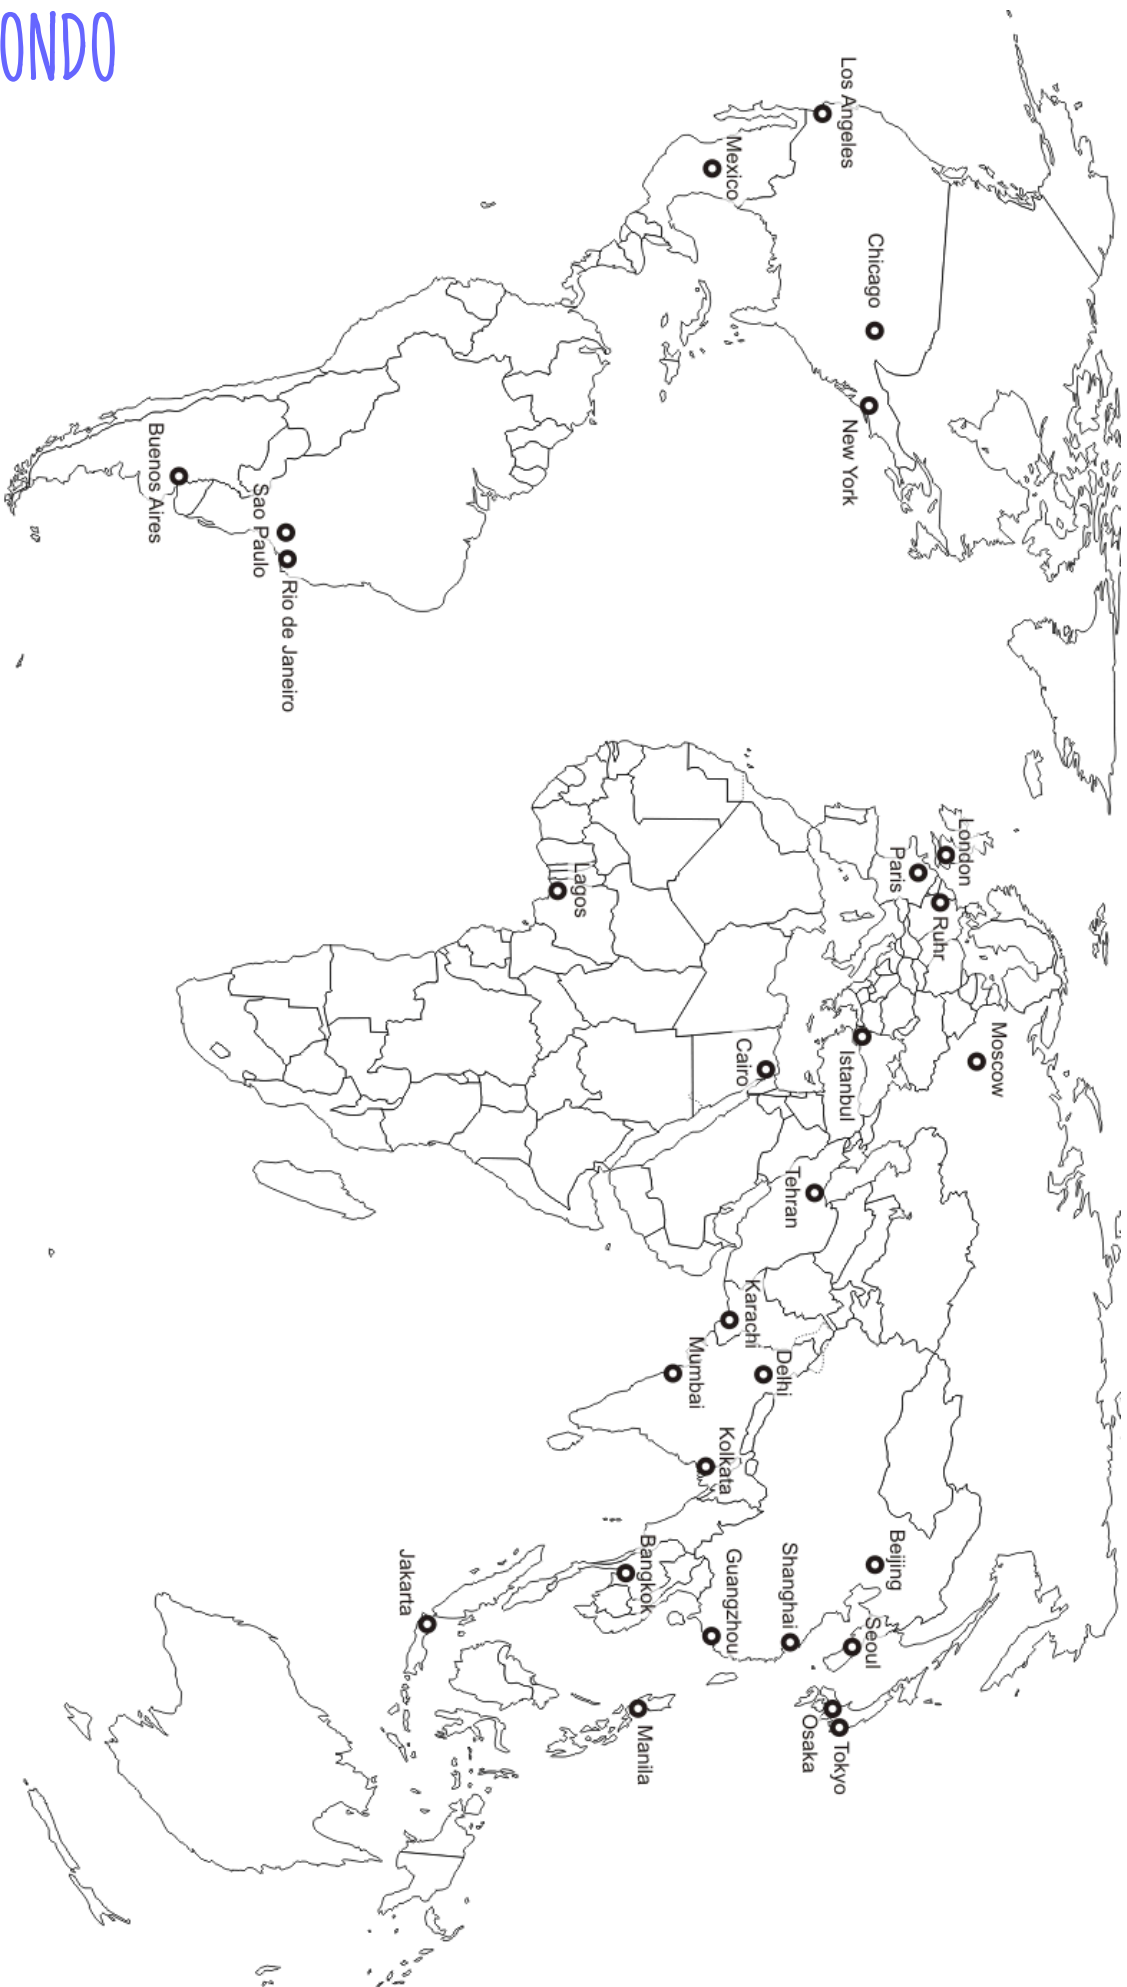 ONDO
Los Angeles
Mexico
Chicago
New York
Buenos Aires
Sao Paulo
Rio de Janeiro
London
Paris
Ruhr
Lagos
Moscow
Istanbul
Cairo
Tehran
Karachi
Delhi
Mumbai
Kolkata
Beijing
Shanghai
Guangzhou
Bangkok
Jakarta
Seoul
Osaka
Tokyo
Manila